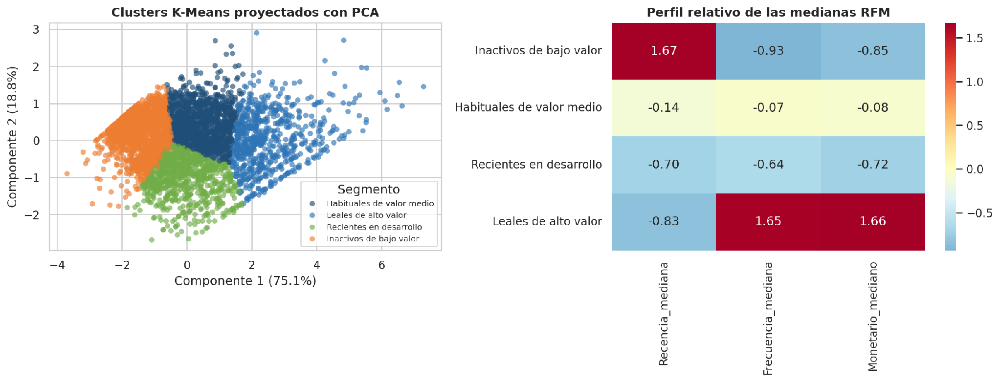 Clusters K-Means proyectados con PCA
3
2
1
0
−1
−2
Componente 2 (18.8%)
−4
−2
0
2
4
6
Componente 1 (75.1%)
Segmento
Habituales de valor medio
Leales de alto valor
Recientes en desarrollo
Inactivos de bajo valor
Perfil relativo de las medianas RFM
Inactivos de bajo valor
1.67 -0.93 -0.85
Habituales de valor medio
-0.14 -0.07 -0.08
Recientes en desarrollo
-0.70 -0.64 -0.72
Leales de alto valor
-0.83 1.65 1.66
Recencia_mediana
Frecuencia_mediana
Monetario_mediano
1.5
1.0
0.5
0.0
−0.5